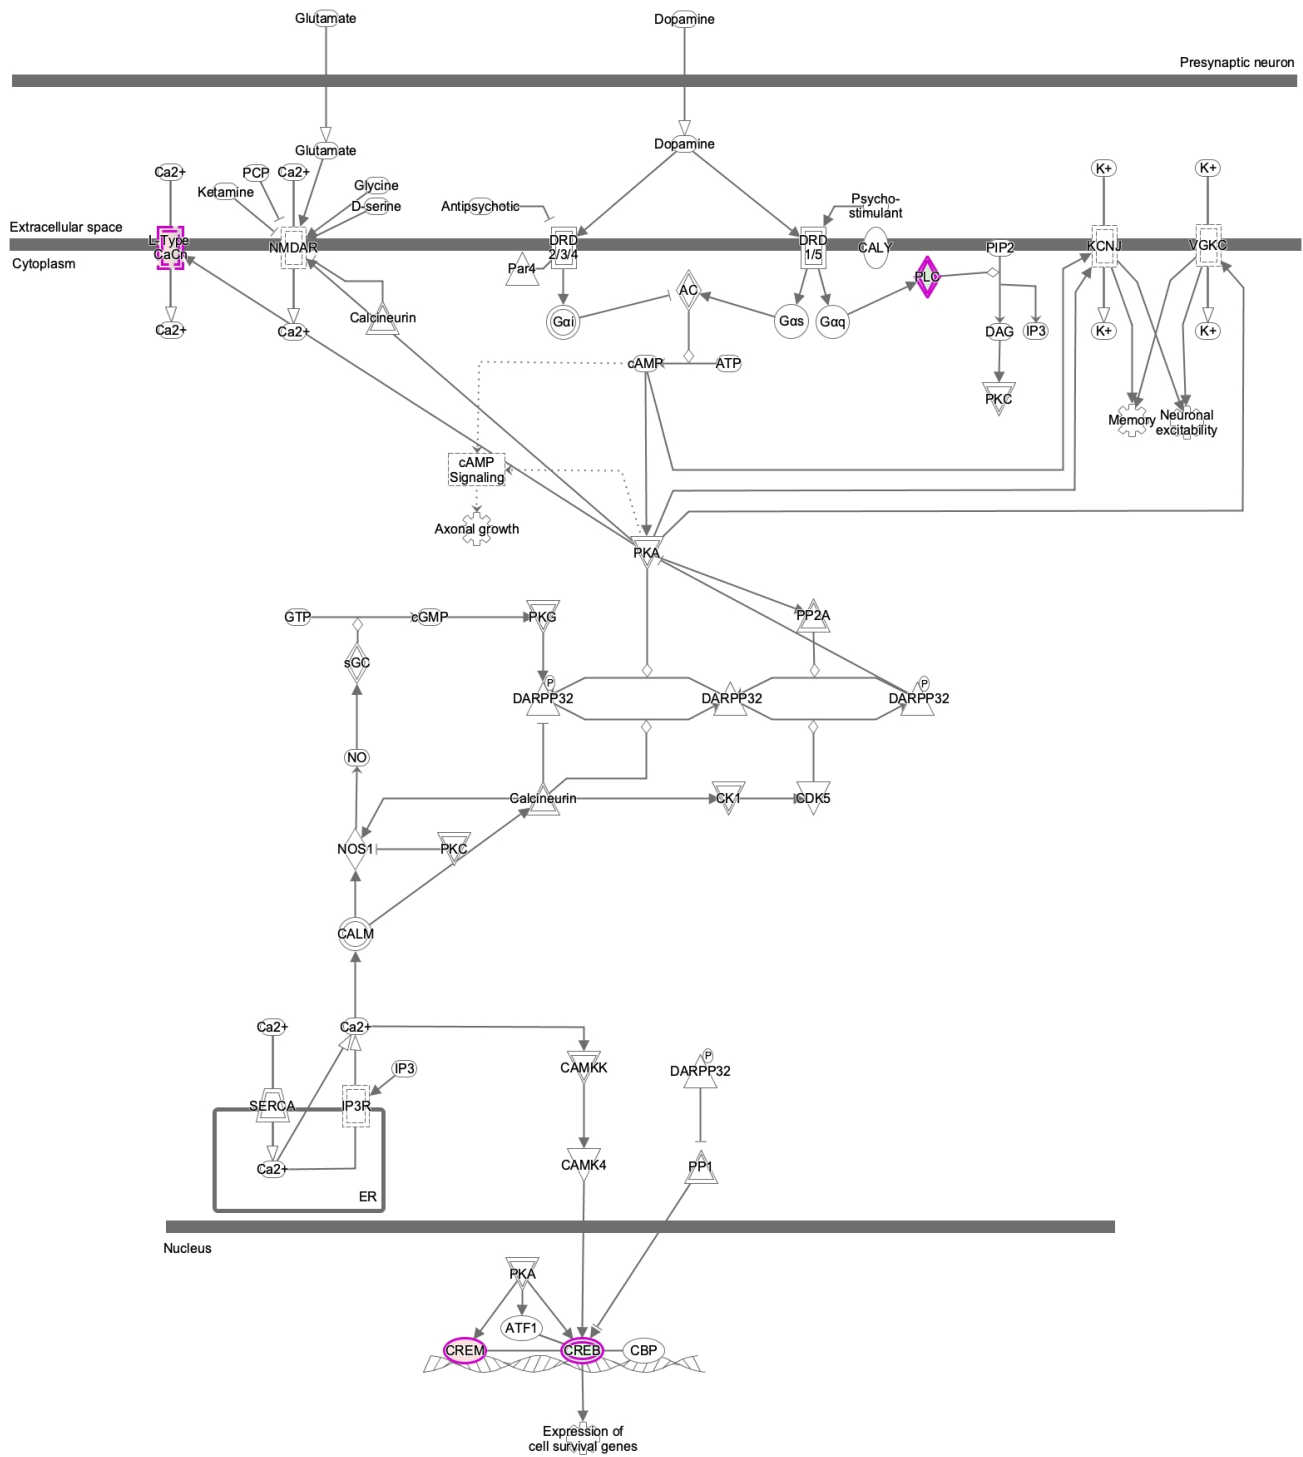 Glutamate
Dopamine
Presynaptic neuron
Glutamate
Dopamine
Ca2+
PCP
Ca2+
Ketamine
Glycine
D-serine
Antipsychotic
Psycho-
stimulant
K+
K+
Extracellular space
L-Type
CaCn
NMDAR
DRD
2/3/4
DRD
1/5
CALY
PIP2
KCNJ
VGKC
Cytoplasm
Par4
AC
PLC
Ca2+
Ca2+
Calcineurin
Gαi
Gαs
Gαq
DAG
IP3
K+
K+
cAMP
ATP
PKC
Memory
Neuronal
excitability
cAMP
Signaling
Axonal growth
PKA
GTP
cGMP
PKG
PP2A
sGC
P
DARPP32
DARPP32
P
DARPP32
NO
Calcineurin
CK1
CDK5
NOS1
PKC
CALM
Ca2+
Ca2+
IP3
CAMKK
P
DARPP32
SERCA
IP3R
Ca2+
CAMK4
PP1
ER
Nucleus
PKA
ATF1
CREM
CREB
CBP
Expression of
cell survival genes